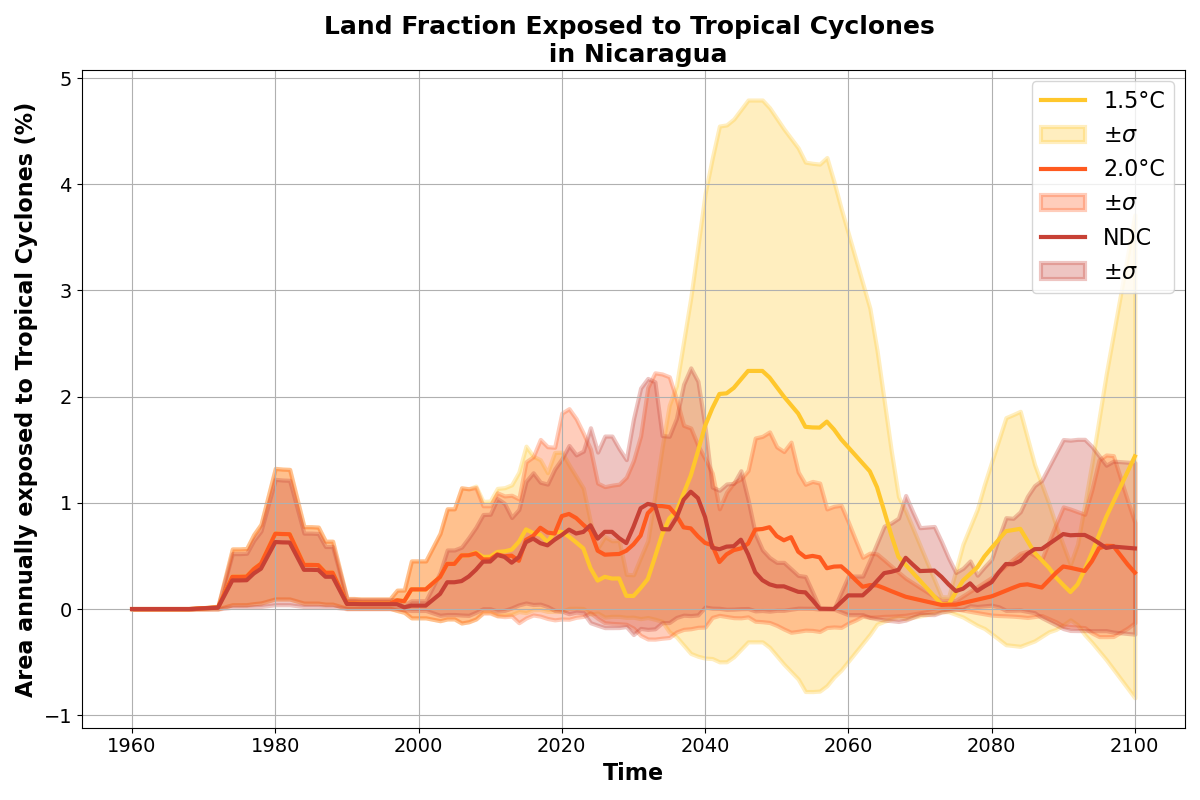 Land Fraction Exposed to Tropical Cyclones
in Nicaragua
Area annually exposed to Tropical Cyclones (%)
5
4
3
2
1
0
−1
1.5°C
±σ
2.0°C
±σ
NDC
±σ
1960 1980 2000 2020 2040 2060 2080 2100
Time